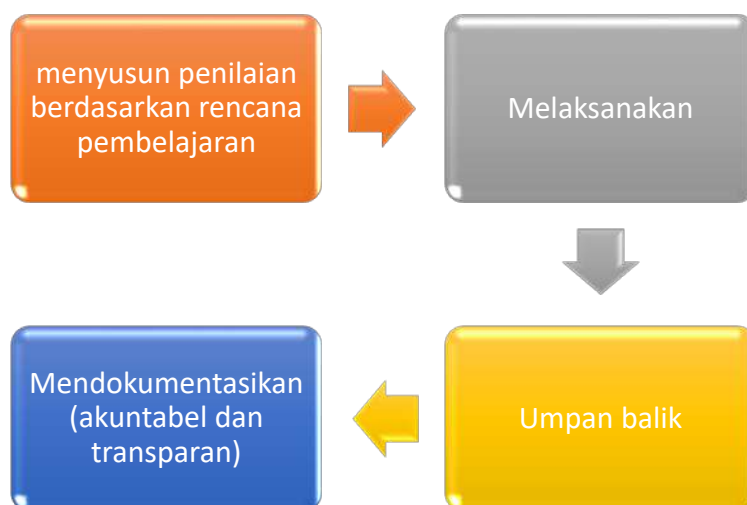 menyusun penilaian
berdasarkan rencana
pembelajaran
Melaksanakan
Umpan balik
Mendokumentasikan
(akuntabel dan
transparan)